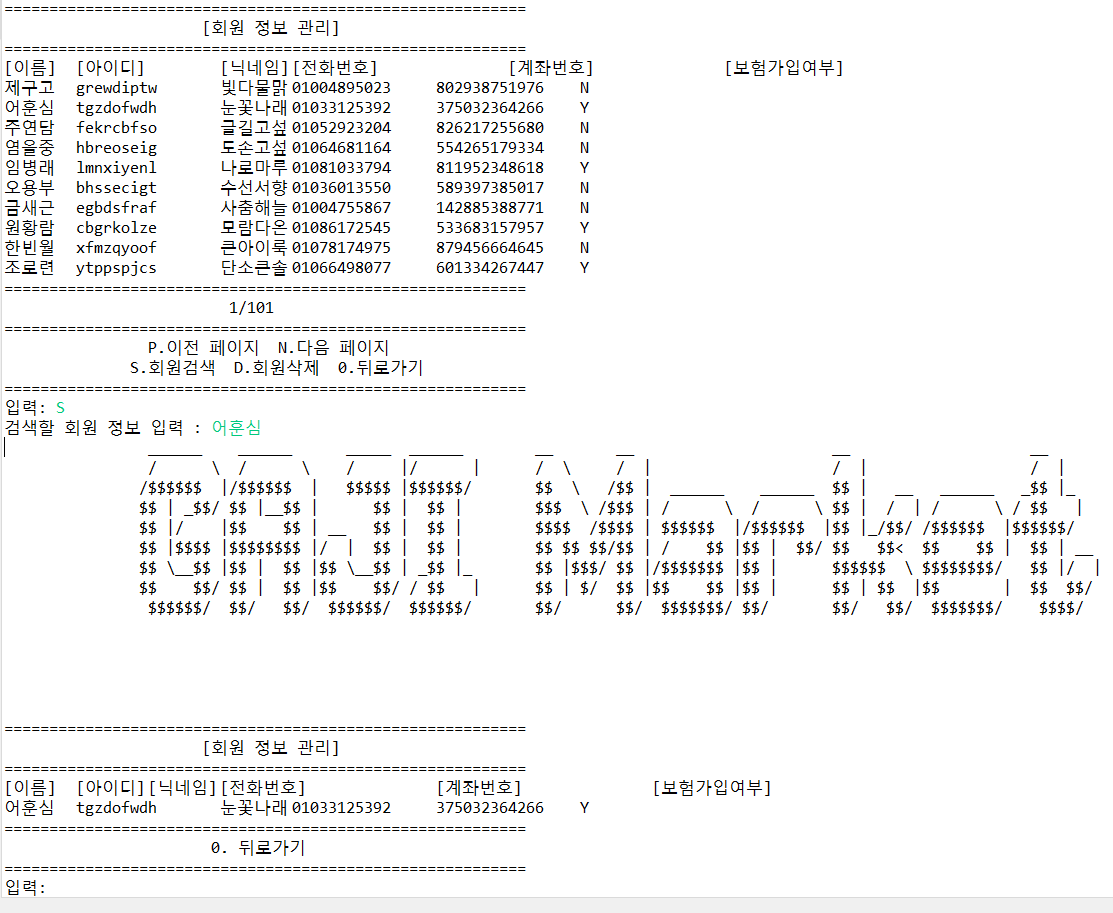 ==========================================================
[회원 정보 관리]
==========================================================
[이름] [아이디] [닉네임] [전화번호] [계좌번호] [보험가입여부]
제구고 grewdiptw 빛다물맑 01004895023 802938751976 N
어훈심 tgzdofwdh 눈꽃나래 01033125392 375032364266 Y
주연담 fekrcbfso 글길고섶 01052923204 826217255680 N
염을중 hbreoseig 도손고섶 01064681164 554265179334 N
임병래 lmnxiyenl 나로마루 01081033794 811952348618 Y
오용부 bhssecigt 수선서향 01036013550 589397385017 N
금새근 egbdsfraf 사춤해늘 01004755867 142885388771 N
원황람 cbgrkolze 모람다온 01086172545 533683157957 Y
한빈월 xfmzqyoof 큰아이룩 01078174975 879456664645 N
조로련 ytppspjcs 단소큰솔 01066498077 601334267447 Y
==========================================================
1/101
==========================================================
P.이전 페이지 N.다음 페이지
S.회원검색 D.회원삭제 0.뒤로가기
==========================================================
입력: S
검색할 회원 정보 입력 : 어훈심
GAJI Market
==========================================================
[회원 정보 관리]
==========================================================
[이름] [아이디] [닉네임] [전화번호] [계좌번호] [보험가입여부]
어훈심 tgzdofwdh 눈꽃나래 01033125392 375032364266 Y
==========================================================
0. 뒤로가기
==========================================================
입력: